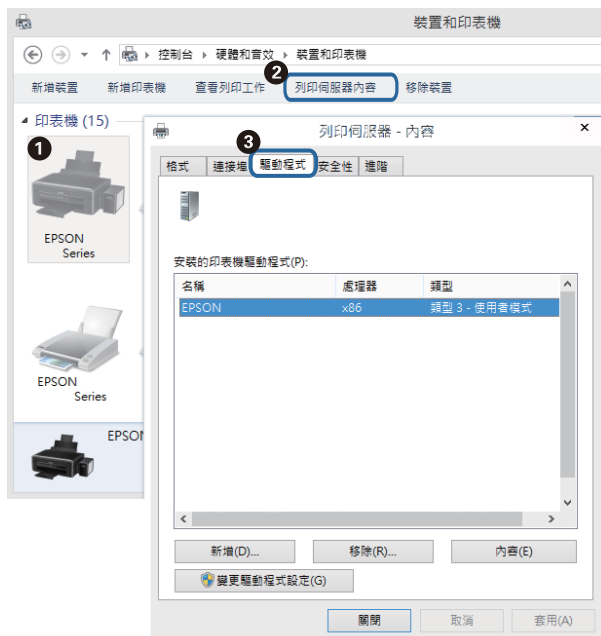 裝置和印表機
控制台 ▸ 硬體和音效 ▸ 裝置和印表機
2
新增裝置 新增印表機 查看列印工作 列印伺服器內容 移除裝置
印表機 (15)
1
EPSON
Series
EPSON
Series
EPSON
3
列印伺服器 - 內容
格式 連接埠 驅動程式 安全性 進階
安裝的印表機驅動程式(P):
名稱 處理器 類型
EPSON x86 類型 3 - 使用者模式
新增(D)... 移除(R)... 內容(E)
變更驅動程式設定(G)
關閉 取消 套用(A)